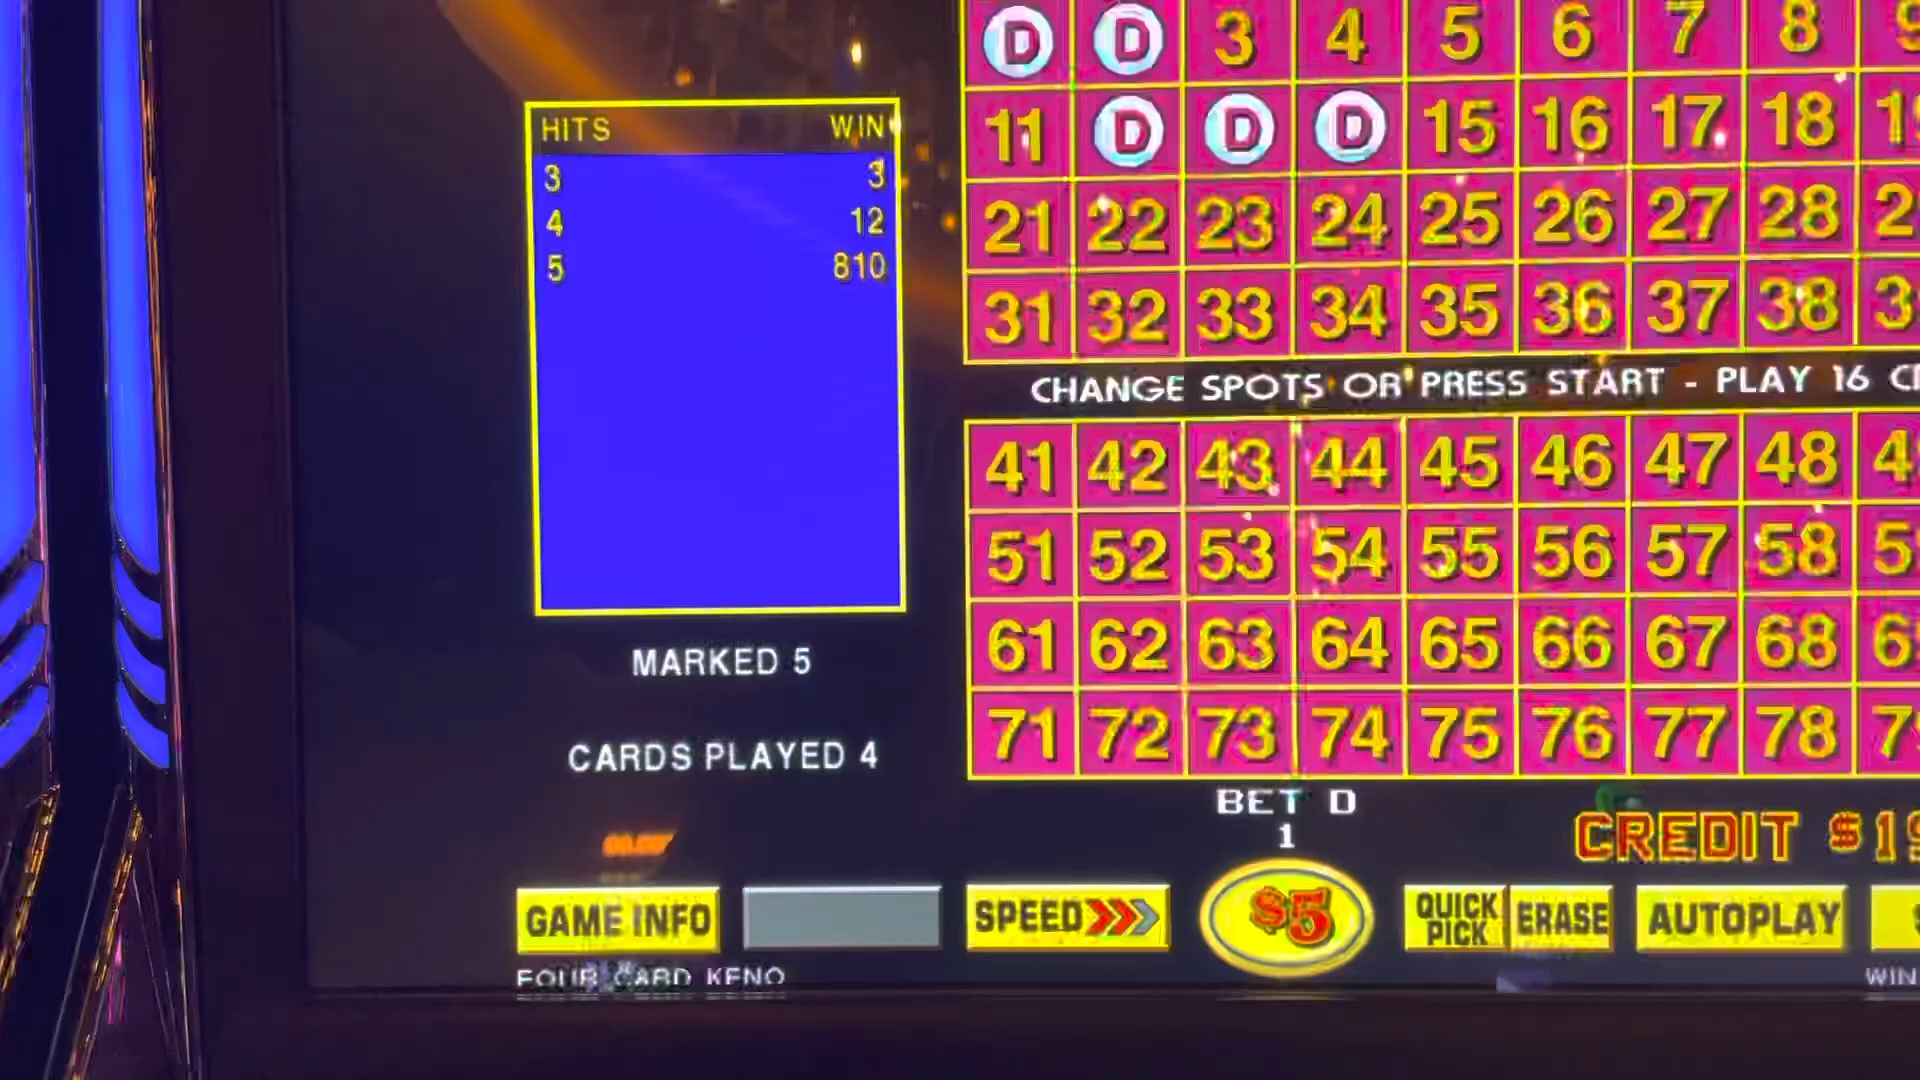 D D 3 4 5 6 7 8
11 D D D 15 16 17 18
21 22 23 24 25 26 27 28
31 32 33 34 35 36 37 38
CHANGE SPOTS OR PRESS START - PLAY 16
41 42 43 44 45 46 47 48
51 52 53 54 55 56 57 58
61 62 63 64 65 66 67 68
71 72 73 74 75 76 77 78
HITS WIN
3 3
4 12
5 810
MARKED 5
CARDS PLAYED 4
BET D
1
CREDIT $19
GAME INFO
SPEED
$5
QUICK PICK
ERASE
AUTOPLAY
FOUR CARD KENO
WIN